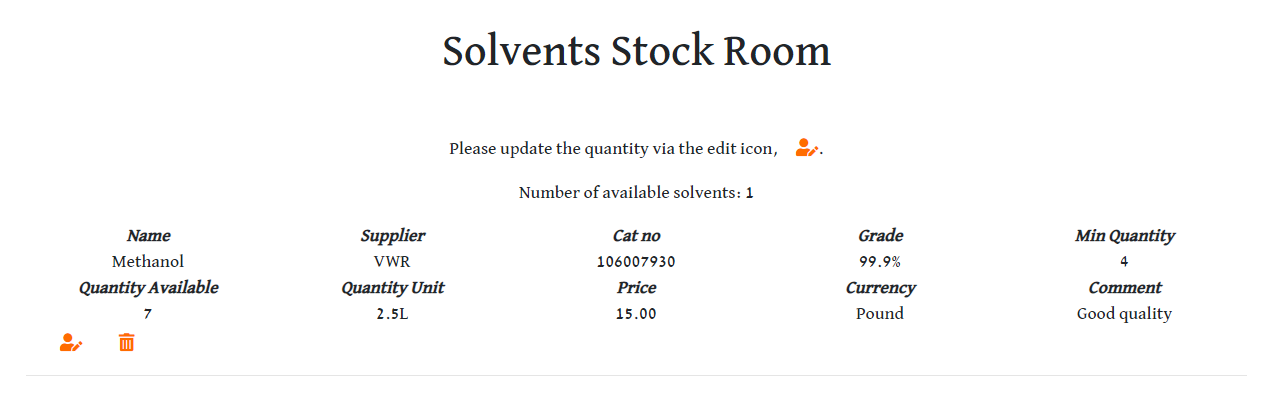 Solvents Stock Room
Please update the quantity via the edit icon, .
Number of available solvents: 1
Name Supplier Cat no Grade Min Quantity
Methanol VWR 106007930 99.9% 4
Quantity Available Quantity Unit Price Currency Comment
7 2.5L 15.00 Pound Good quality